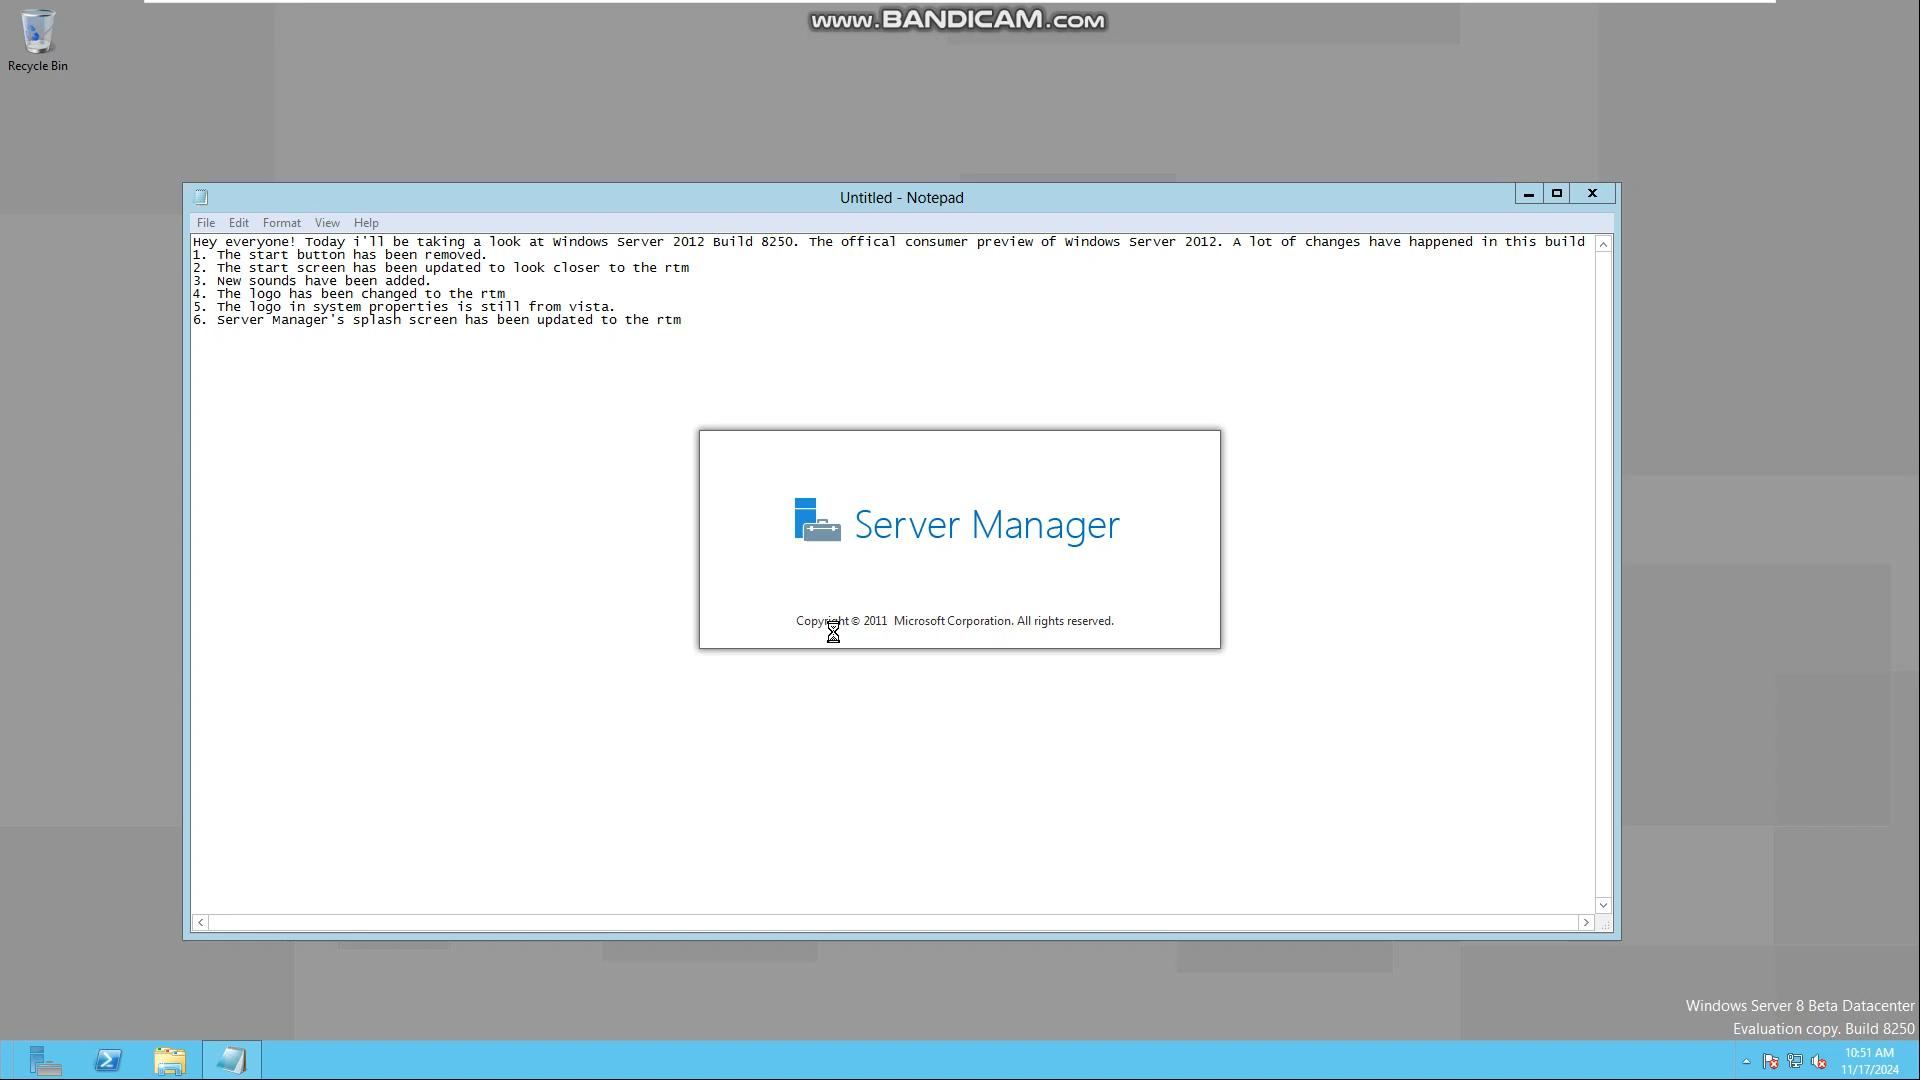 www.BANDICAM.com
Recycle Bin
Untitled - Notepad
File Edit Format View Help
Hey everyone! Today i'll be taking a look at Windows Server 2012 Build 8250. The offical consumer preview of Windows Server 2012. A lot of changes have happened in this build
1. The start button has been removed.
2. The start screen has been updated to look closer to the rtm
3. New sounds have been added.
4. The logo has been changed to the rtm
5. The logo in system properties is still from vista.
6. Server Manager's splash screen has been updated to the rtm
Server Manager
Copyright © 2011 Microsoft Corporation. All rights reserved.
Windows Server 8 Beta Datacenter
Evaluation copy. Build 8250
10:51 AM
11/17/2024